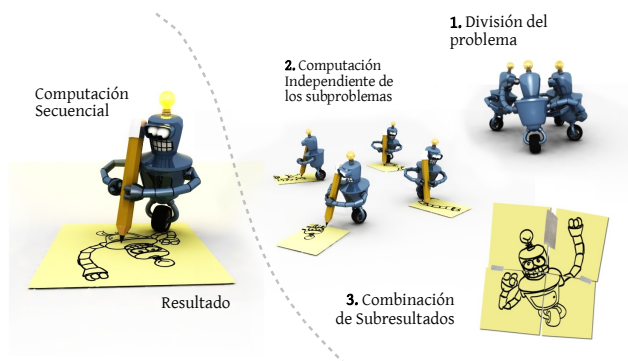 Computación
Secuencial
Resultado
1. División del
problema
2. Computación
Independiente de
los subproblemas
3. Combinación
de Subresultados